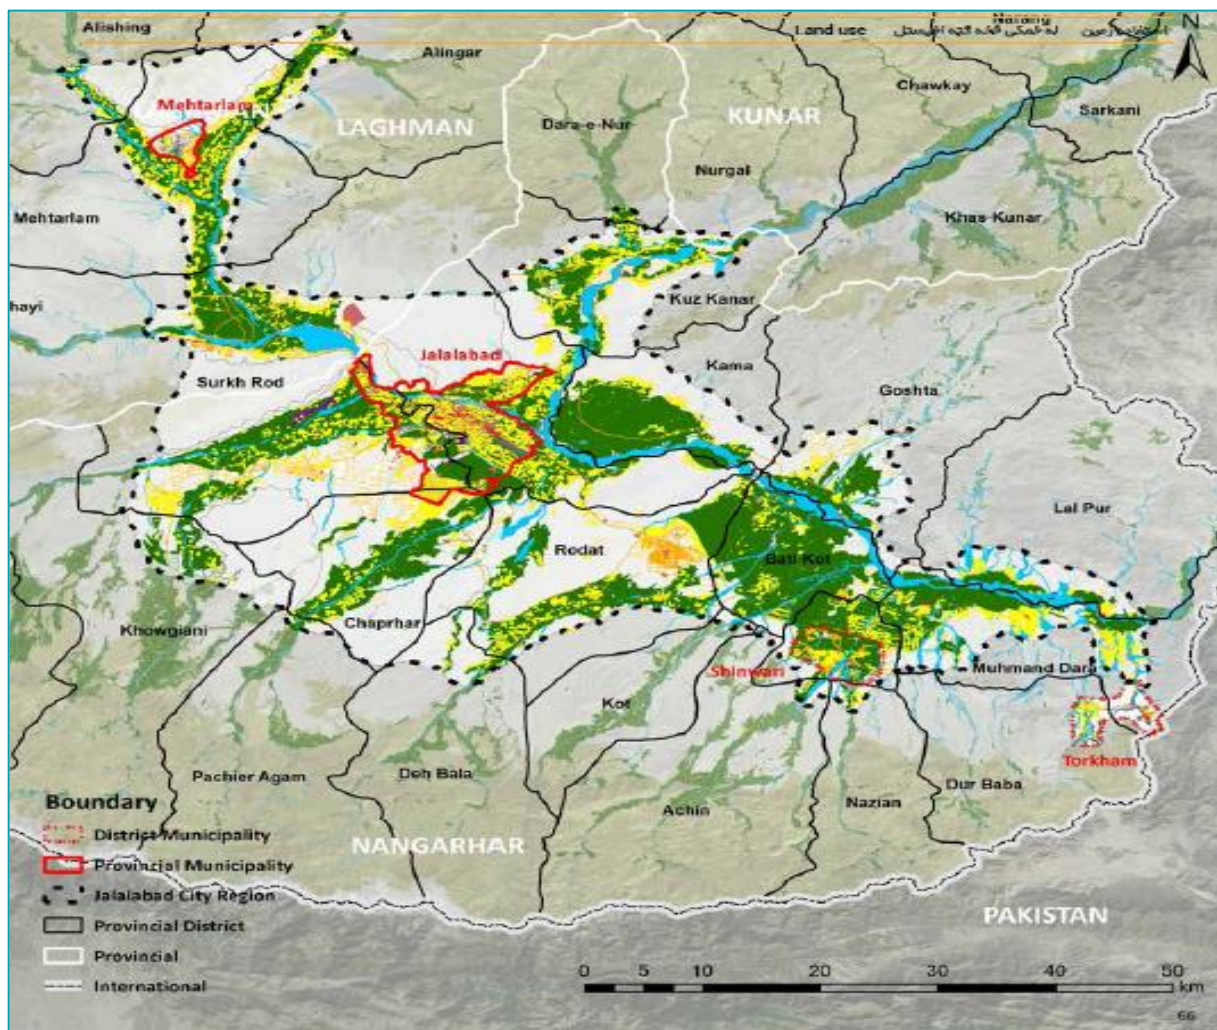 Alishing
Narang
N
Land use
Alingar
Chawkay
Mehtarlam
Sarkani
LAGHMAN
Dara-e-Nur
KUNAR
Nurgal
Mehtarlam
Khas Kunar
Kuz Kanar
hayi
Jalalabad
Kama
Surkh Rod
Goshta
Lal Pur
Rodat
Bati Kot
Chaprhar
Khowgiani
Shinwari
Muhmand Dara
Kot
Torkham
Pachier Agam
Deh Bala
Dur Baba
Nazian
Achin
NANGARHAR
PAKISTAN
Boundary
District Municipality
Provincial Municipality
Jalalabad City Region
Provincial District
Provincial
International
0 5 10 20 30 40 50
km
66